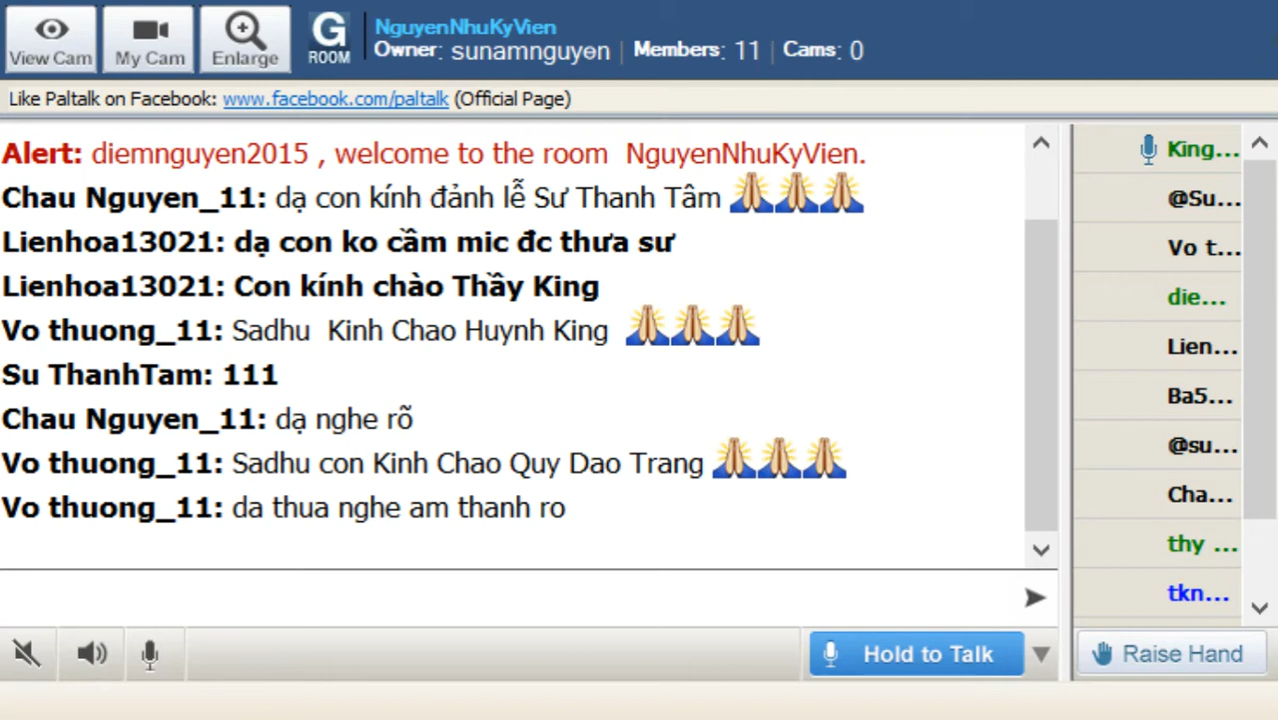 View Cam
My Cam
Enlarge
G
ROOM
NguyenNhuKyVien
Owner: sunamnguyen | Members: 11 | Cams: 0
Like Paltalk on Facebook: www.facebook.com/paltalk (Official Page)
Alert: diemnguyen2015 , welcome to the room NguyenNhuKyVien.
Chau Nguyen_11: dạ con kính đảnh lễ Sư Thanh Tâm 🙏🙏🙏
Lienhoa13021: dạ con ko cầm mic đc thưa sư
Lienhoa13021: Con kính chào Thầy King
Vo thuong_11: Sadhu Kinh Chao Huynh King 🙏🙏🙏
Su ThanhTam: 111
Chau Nguyen_11: dạ nghe rõ
Vo thuong_11: Sadhu con Kinh Chao Quy Dao Trang 🙏🙏🙏
Vo thuong_11: da thua nghe am thanh ro
King...
@Su...
Vo t...
die...
Lien...
Ba5...
@su...
Cha...
thy ...
tkn...
Hold to Talk
Raise Hand